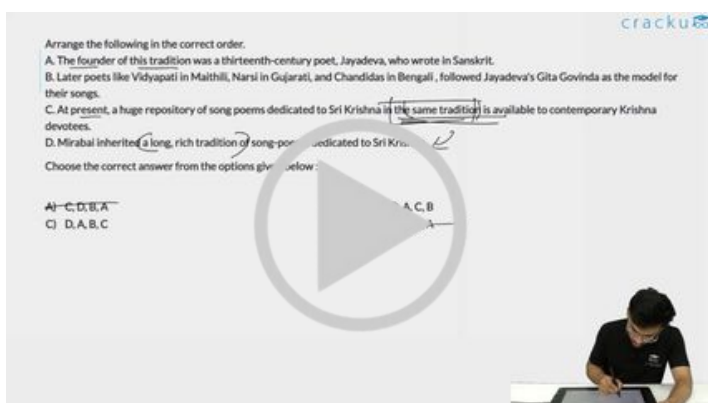 cracku
Arrange the following in the correct order.
A. The founder of this tradition was a thirteenth-century poet, Jayadeva, who wrote in Sanskrit.
B. Later poets like Vidyapati in Maithili, Narsi in Gujarati, and Chandidas in Bengali , followed Jayadeva's Gita Govinda as the model for
their songs.
C. At present, a huge repository of song poems dedicated to Sri Krishna in the same tradition is available to contemporary Krishna
devotees.
D. Mirabai inherited a long, rich tradition of edicated to Sri
Choose the correct answer from the options elow :
A) C, D, B, A A, C, B
C) D, A, B, C A